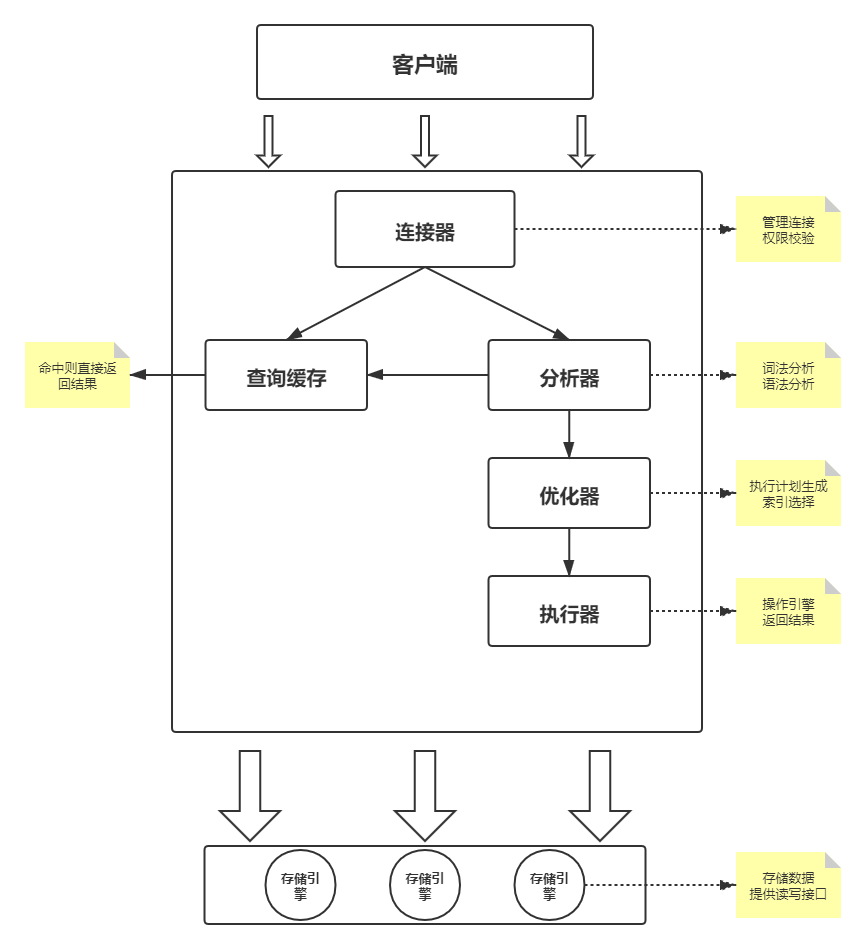 客户端
连接器
管理连接
权限校验
命中则直接返
回结果
查询缓存
分析器
词法分析
语法分析
优化器
执行计划生成
索引选择
执行器
操作引擎
返回结果
存储引
擎
存储引
擎
存储引
擎
存储数据
提供读写接口